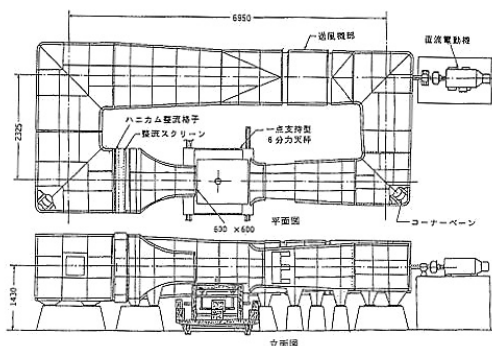 6950
送風機部
直流電動機
2325
ハニカム整流格子
整流スクリーン
一点支持型
6分力天秤
コーナーベーン
630 ×600
平面図
1430
立面図